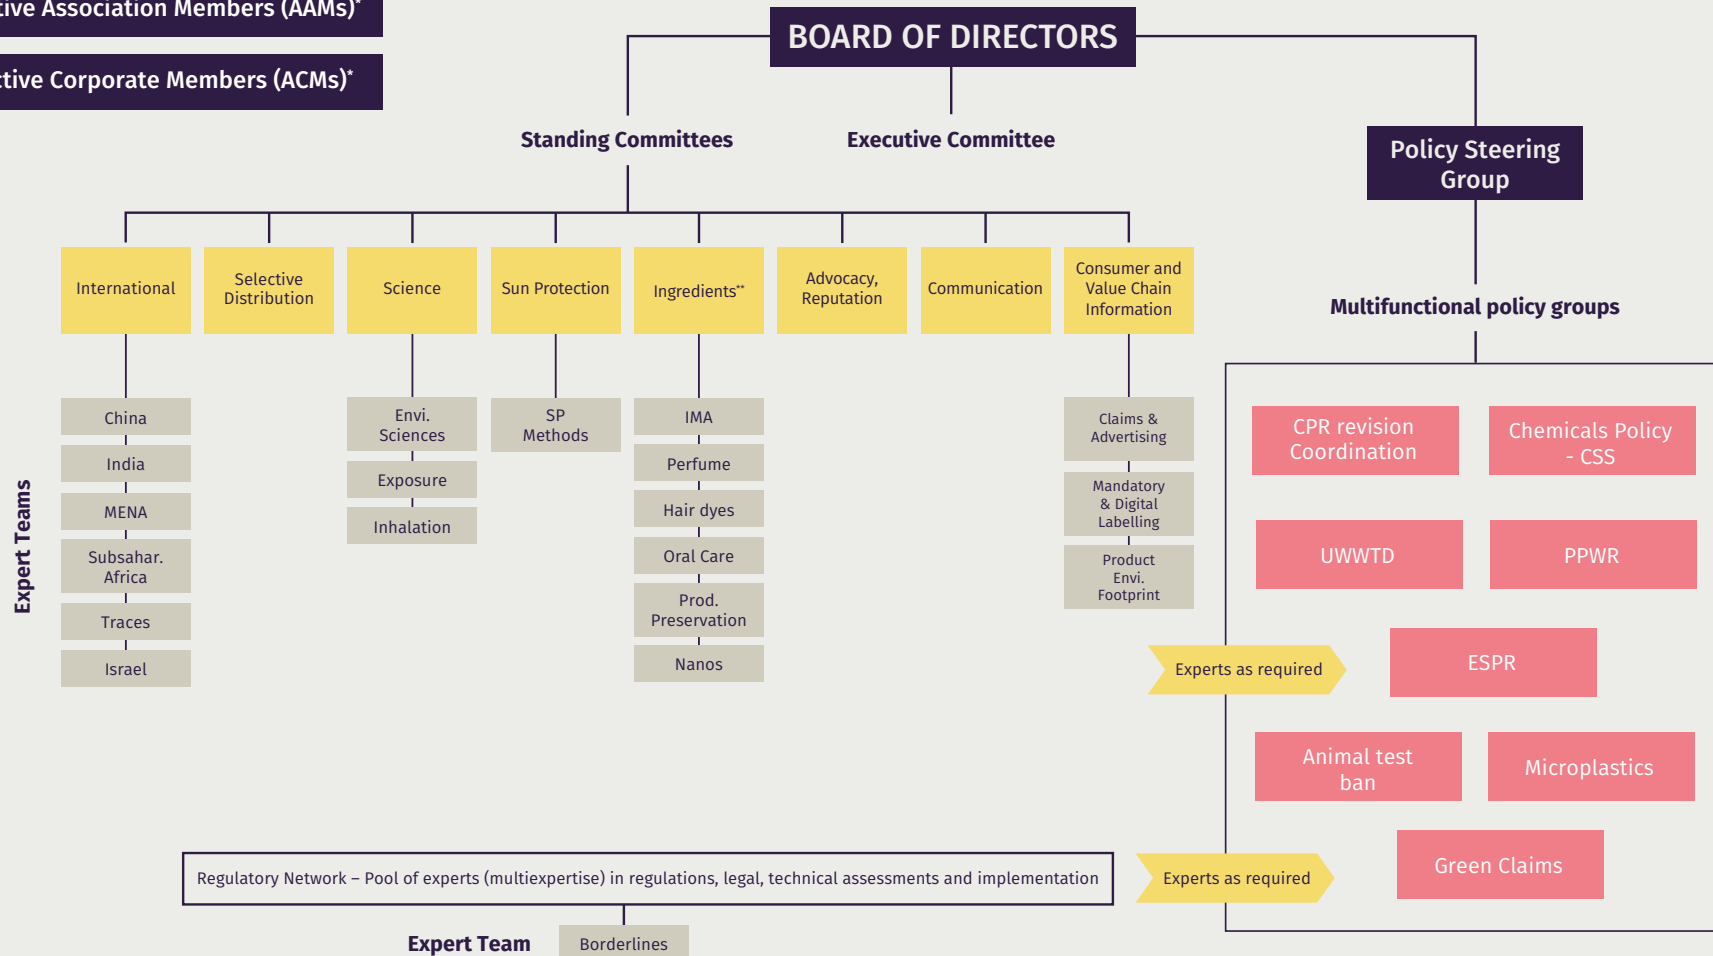 Association Members (AAMs)*
Corporate Members (ACMs)*
BOARD OF DIRECTORS
Standing Committees
Executive Committee
Policy Steering
Group
International
Selective
Distribution
Science
Sun Protection
Ingredients**
Advocacy,
Reputation
Communication
Consumer and
Value Chain
Information
Multifunctional policy groups
Expert Teams
China
India
MENA
Subsahar.
Africa
Traces
Israel
Envi.
Sciences
Exposure
Inhalation
SP
Methods
IMA
Perfume
Hair dyes
Oral Care
Prod.
Preservation
Nanos
Claims &
Advertising
Mandatory
& Digital
Labelling
Product
Envi.
Footprint
CPR revision
Coordination
Chemicals Policy
- CSS
UWWTD
PPWR
Experts as required
ESPR
Animal test
ban
Microplastics
Experts as required
Green Claims
Regulatory Network – Pool of experts (multiexpertise) in regulations, legal, technical assessments and implementation
Expert Team
Borderlines